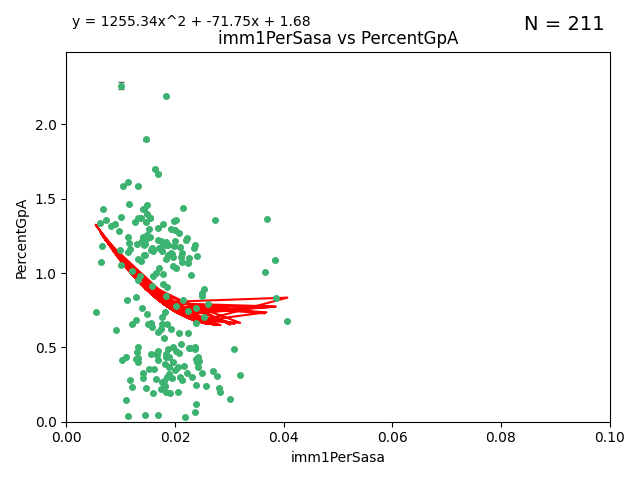 y = 1255.34x^2 + -71.75x + 1.68
N = 211
imm1PerSasa vs PercentGpA
PercentGpA
2.0
1.5
1.0
0.5
0.0
0.00 0.02 0.04 0.06 0.08 0.10
imm1PerSasa